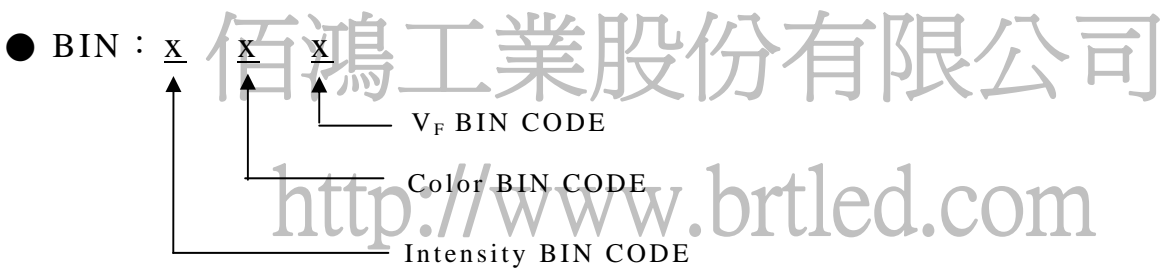 佰鴻工業股份有限公司
● BIN：x x x
V_F BIN CODE
Color BIN CODE
http://www.brtled.com
Intensity BIN CODE